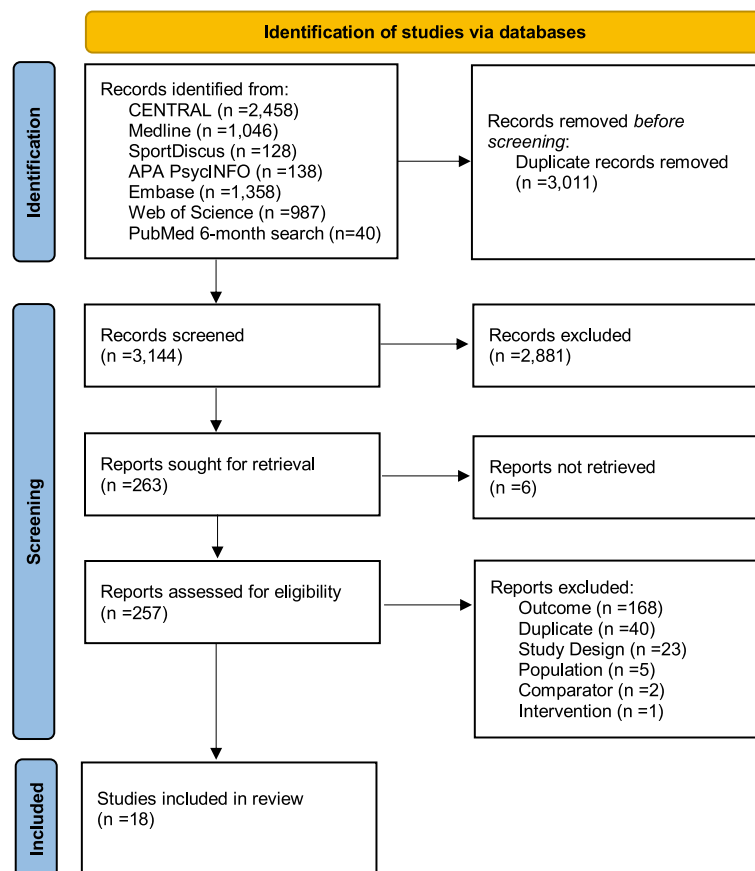 Identification of studies via databases
Identification
Records identified from:
CENTRAL (n =2,458)
Medline (n =1,046)
SportDiscus (n =128)
APA PsycINFO (n =138)
Embase (n =1,358)
Web of Science (n =987)
PubMed 6-month search (n=40)
Records removed before
screening:
Duplicate records removed
(n =3,011)
Screening
Records screened
(n =3,144)
Records excluded
(n =2,881)
Reports sought for retrieval
(n =263)
Reports not retrieved
(n =6)
Reports assessed for eligibility
(n =257)
Reports excluded:
Outcome (n =168)
Duplicate (n =40)
Study Design (n =23)
Population (n =5)
Comparator (n =2)
Intervention (n =1)
Included
Studies included in review
(n =18)